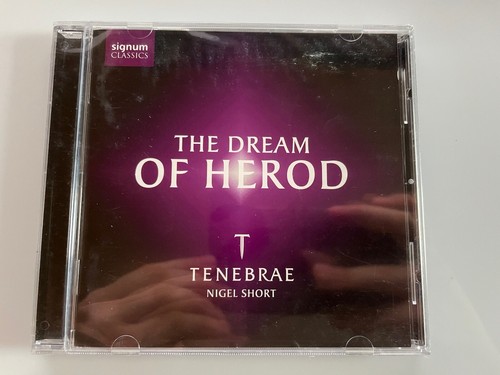 signum
CLASSICS
THE DREAM
OF HEROD
T
TENEBRAE
NIGEL SHORT